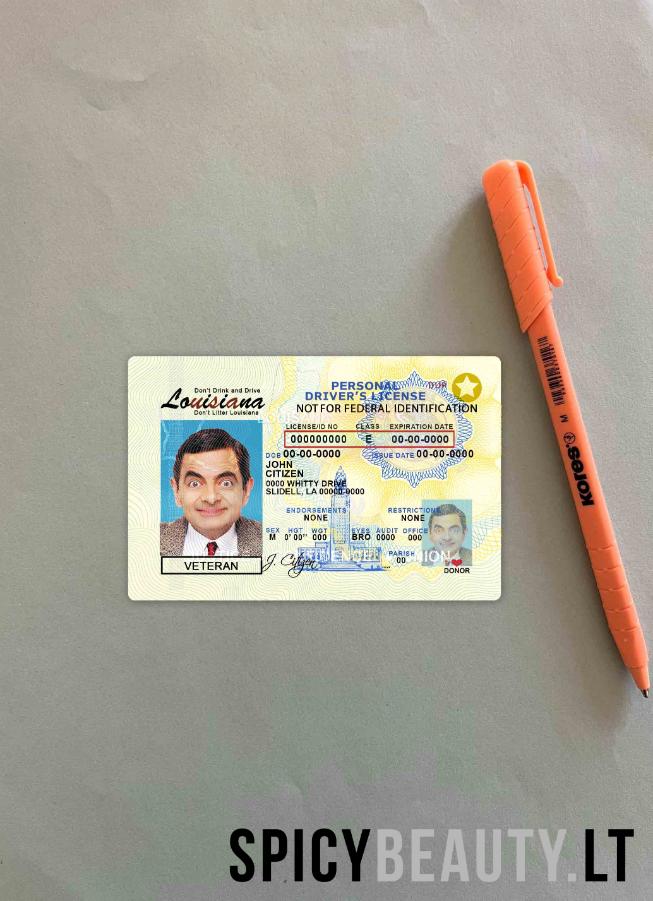 Don't Drink and Drive
Louisiana
Don't Litter Louisiana
PERSONAL
DRIVER'S LICENSE
NOT FOR FEDERAL IDENTIFICATION
LICENSE/ID NO CLASS EXPIRATION DATE
000000000 E 00-00-0000
DOB 00-00-0000 ISSUE DATE 00-00-0000
JOHN
CITIZEN
0000 WHITTY DRIVE
SLIDELL, LA 00000-0000
ENDORSEMENTS RESTRICTIONS
NONE NONE
SEX HGT WGT EYES AUDIT OFFICE
M 0'00" 000 BRO 0000 000
PARISH
00
VETERAN
J. Citizen
DONOR
M
Kores
SPICYBEAUTY.LT